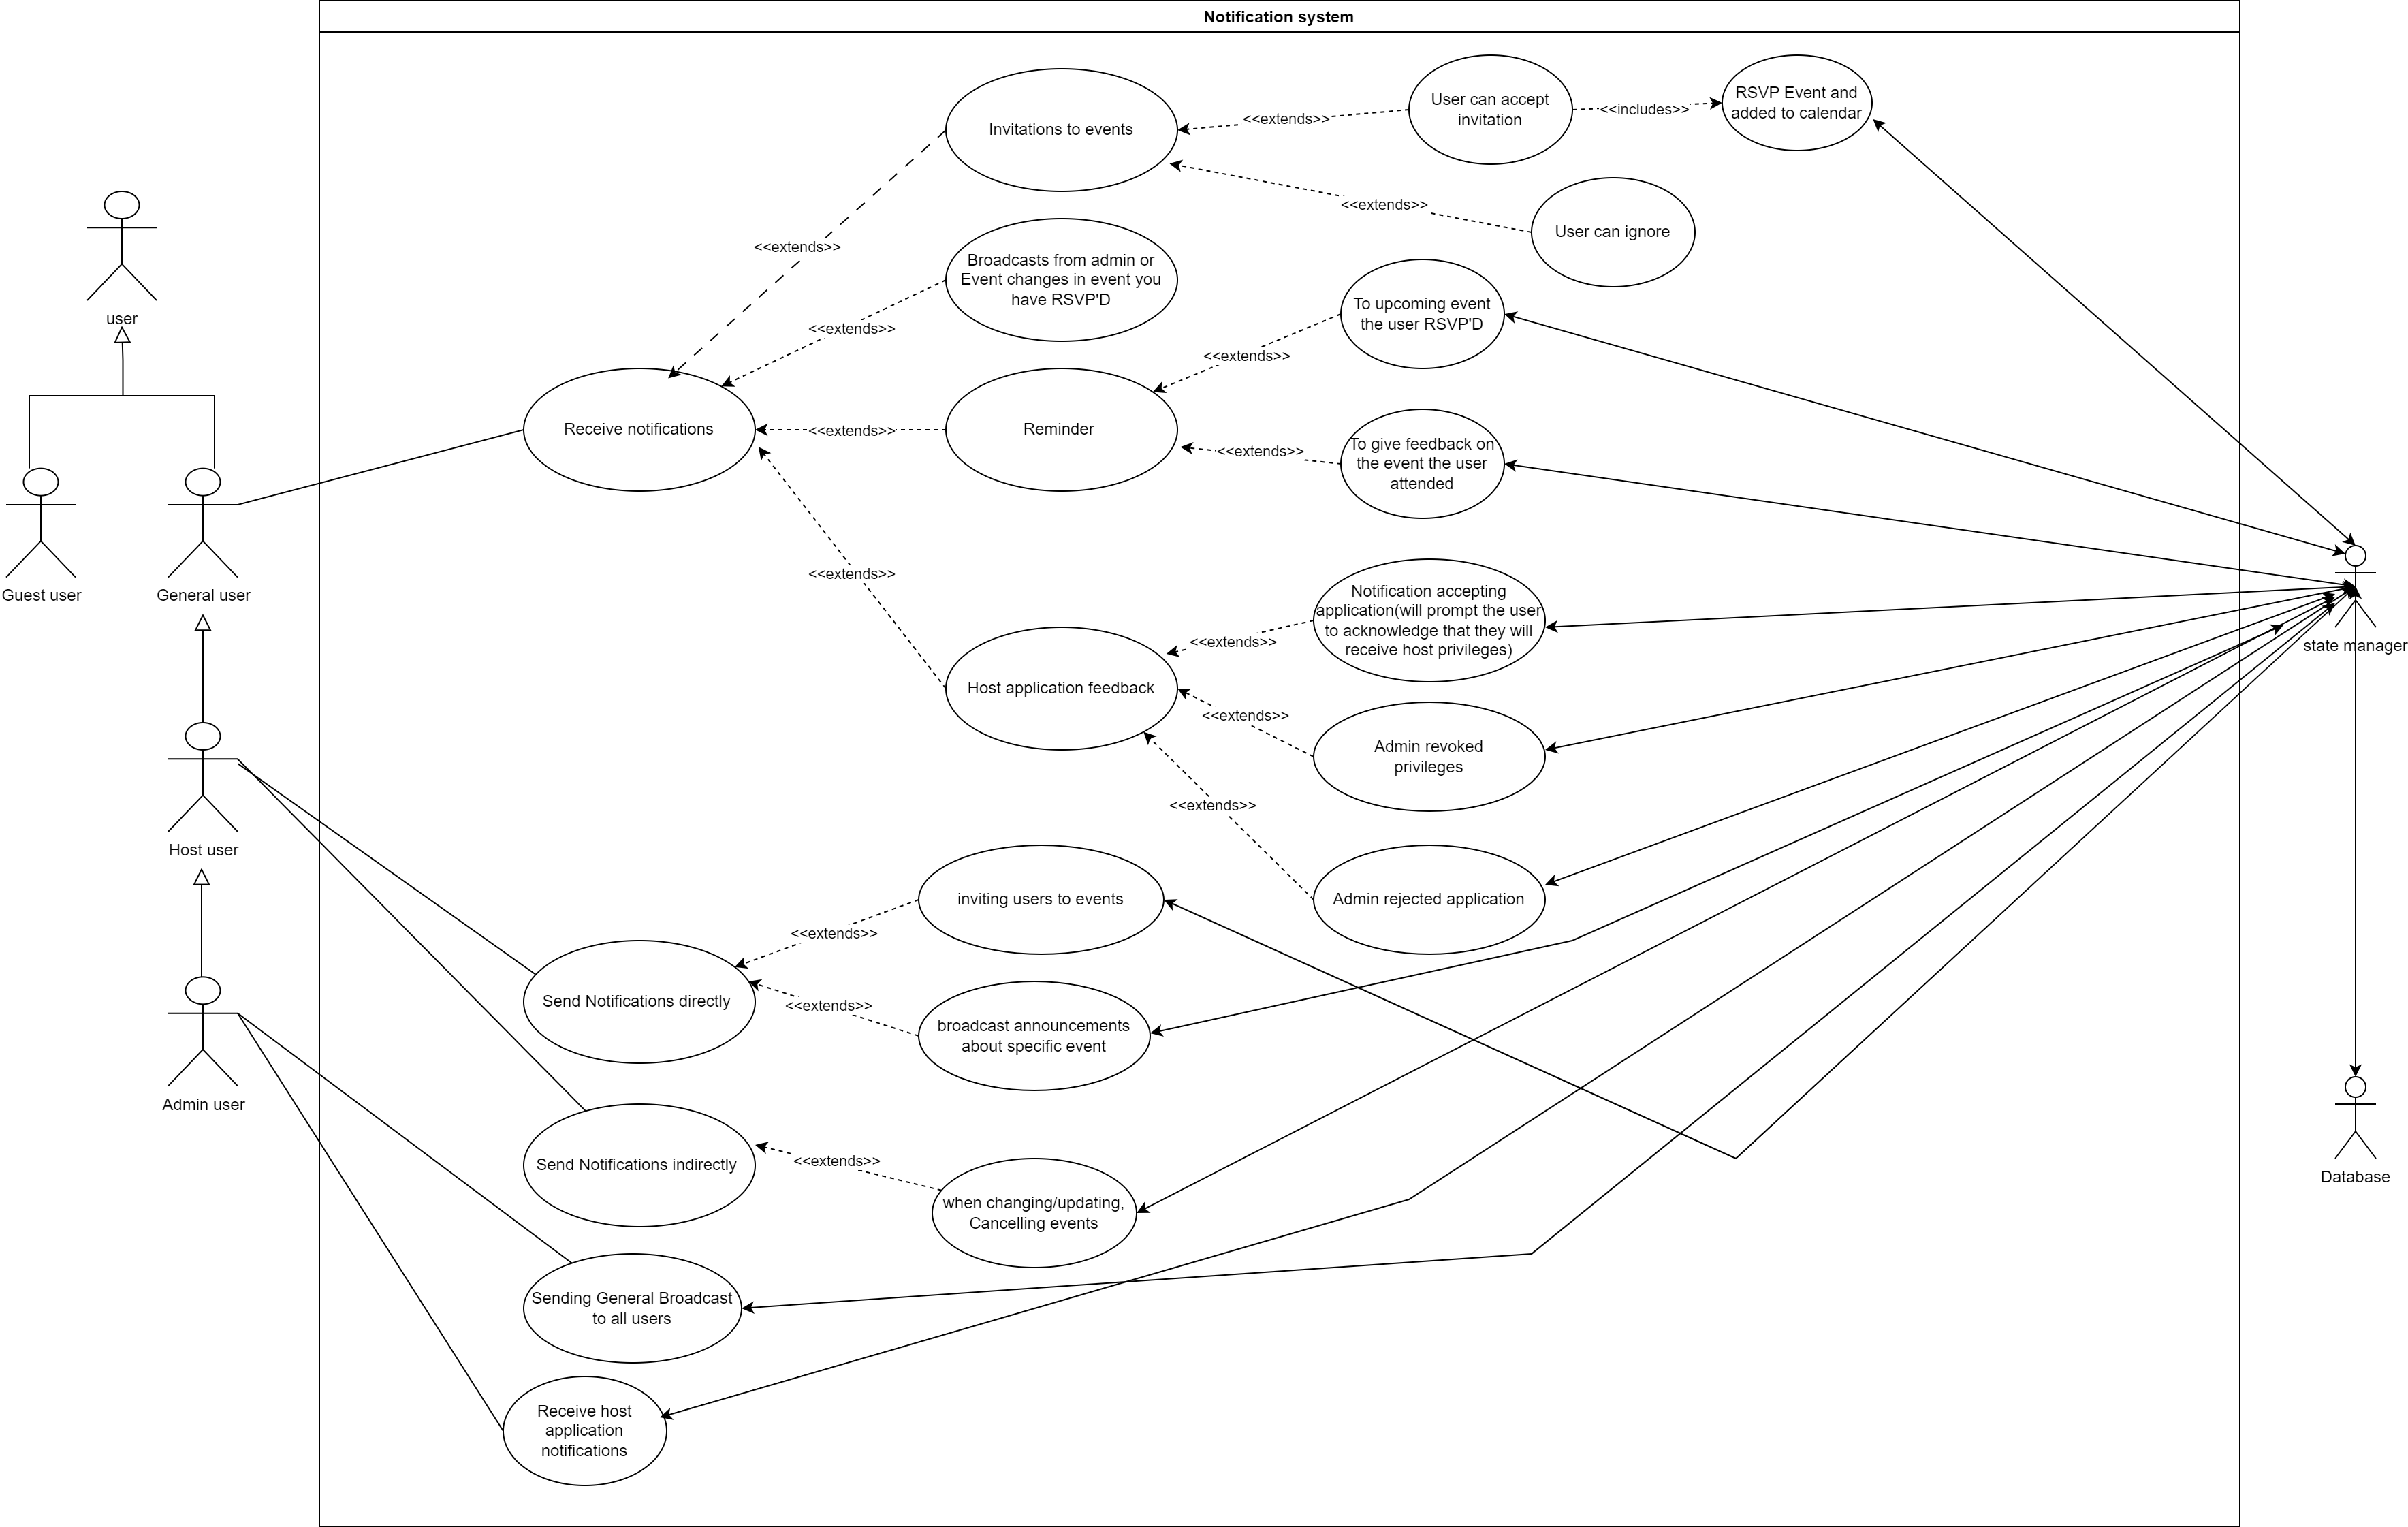 Notification system
user
Guest user
General user
Host user
Admin user
Receive notifications
<<extends>>
Invitations to events
<<extends>>
User can accept
invitation
<<includes>>
RSVP Event and
added to calendar
<<extends>>
User can ignore
<<extends>>
Broadcasts from admin or
Event changes in event you
have RSVP'D
<<extends>>
Reminder
<<extends>>
To upcoming event
the user RSVP'D
<<extends>>
To give feedback on
the event the user
attended
<<extends>>
Host application feedback
<<extends>>
Notification accepting
application(will prompt the user
to acknowledge that they will
receive host privileges)
<<extends>>
Admin revoked
privileges
<<extends>>
Admin rejected application
Send Notifications directly
<<extends>>
inviting users to events
<<extends>>
broadcast announcements
about specific event
Send Notifications indirectly
<<extends>>
when changing/updating,
Cancelling events
Sending General Broadcast
to all users
Receive host
application
notifications
state manager
Database